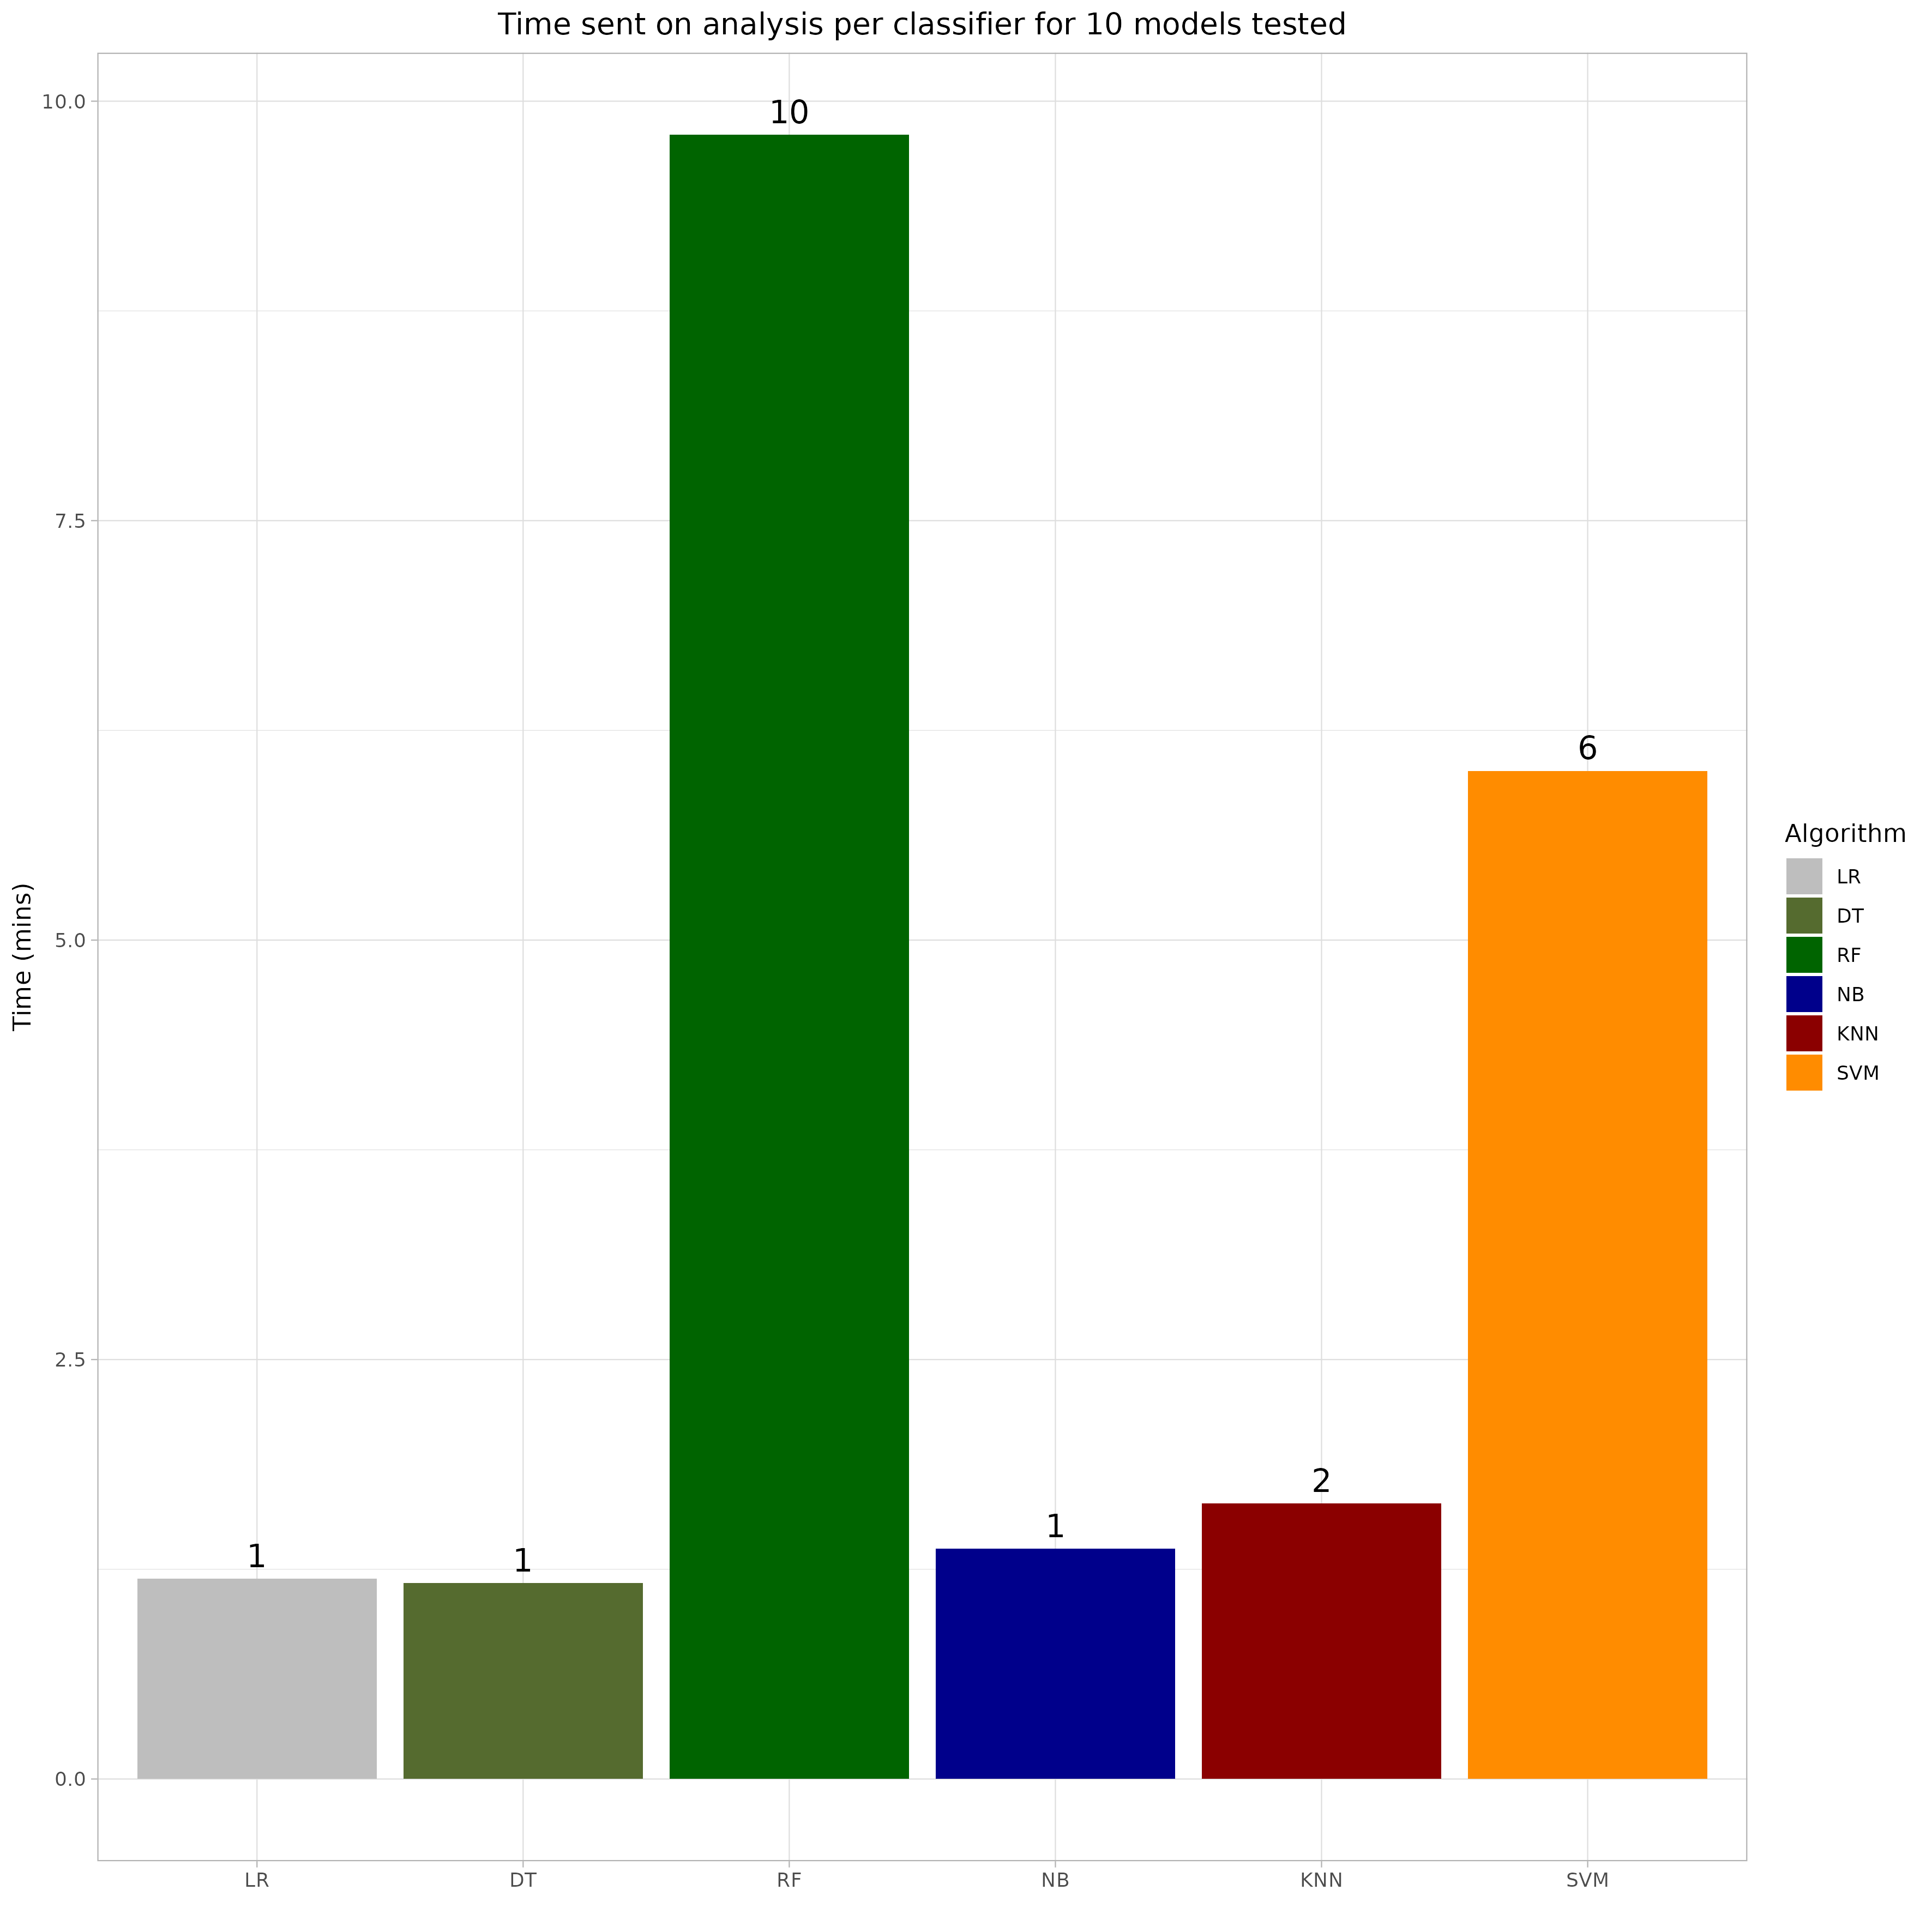 Time sent on analysis per classifier for 10 models tested
10.0
7.5
5.0
2.5
0.0
Time (mins)
1
1
10
1
2
6
LR
DT
RF
NB
KNN
SVM
Algorithm
LR
DT
RF
NB
KNN
SVM